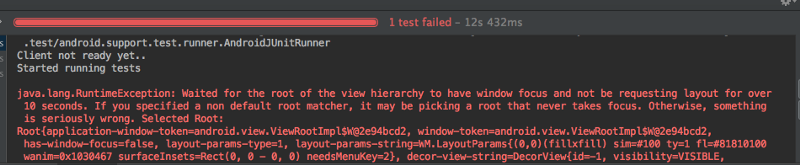 1 test failed – 12s 432ms
.test/android.support.test.runner.AndroidJUnitRunner
Client not ready yet..
Started running tests
java.lang.RuntimeException: Waited for the root of the view hierarchy to have window focus and not be requesting layout for over
10 seconds. If you specified a non default root matcher, it may be picking a root that never takes focus. Otherwise, something
is seriously wrong. Selected Root:
Root{application-window-token=android.view.ViewRootImpl$W@2e94bcd2, window-token=android.view.ViewRootImpl$W@2e94bcd2,
has-window-focus=false, layout-params-type=1, layout-params-string=WM.LayoutParams{(0,0)(fillxfill) sim=#100 ty=1 fl=#81810100
wanim=0x1030467 surfaceInsets=Rect(0, 0 - 0, 0) needsMenuKey=2}, decor-view-string=DecorView{id=-1, visibility=VISIBLE,